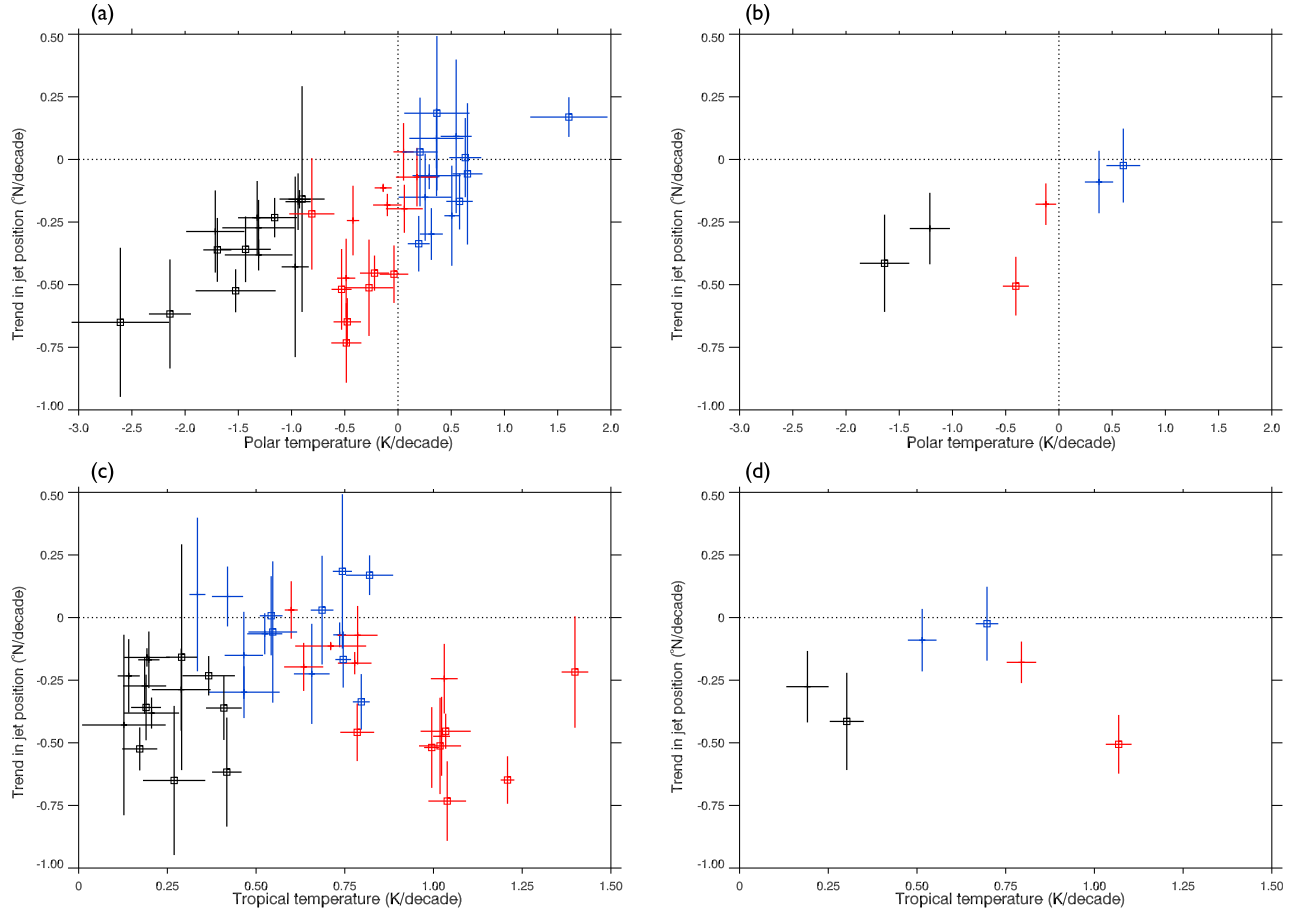 (a)
0.50
0.25
0
-0.25
-0.50
-0.75
-1.00
Trend in jet position (°N/decade)
-3.0 -2.5 -2.0 -1.5 -1.0 -0.5 0 0.5 1.0 1.5 2.0
Polar temperature (K/decade)
(b)
0.50
0.25
0
-0.25
-0.50
-0.75
-1.00
Trend in jet position (°N/decade)
-3.0 -2.5 -2.0 -1.5 -1.0 -0.5 0 0.5 1.0 1.5 2.0
Polar temperature (K/decade)
(c)
0.50
0.25
0
-0.25
-0.50
-0.75
-1.00
Trend in jet position (°N/decade)
0 0.25 0.50 0.75 1.00 1.25 1.50
Tropical temperature (K/decade)
(d)
0.50
0.25
0
-0.25
-0.50
-0.75
-1.00
Trend in jet position (°N/decade)
0 0.25 0.50 0.75 1.00 1.25 1.50
Tropical temperature (K/decade)